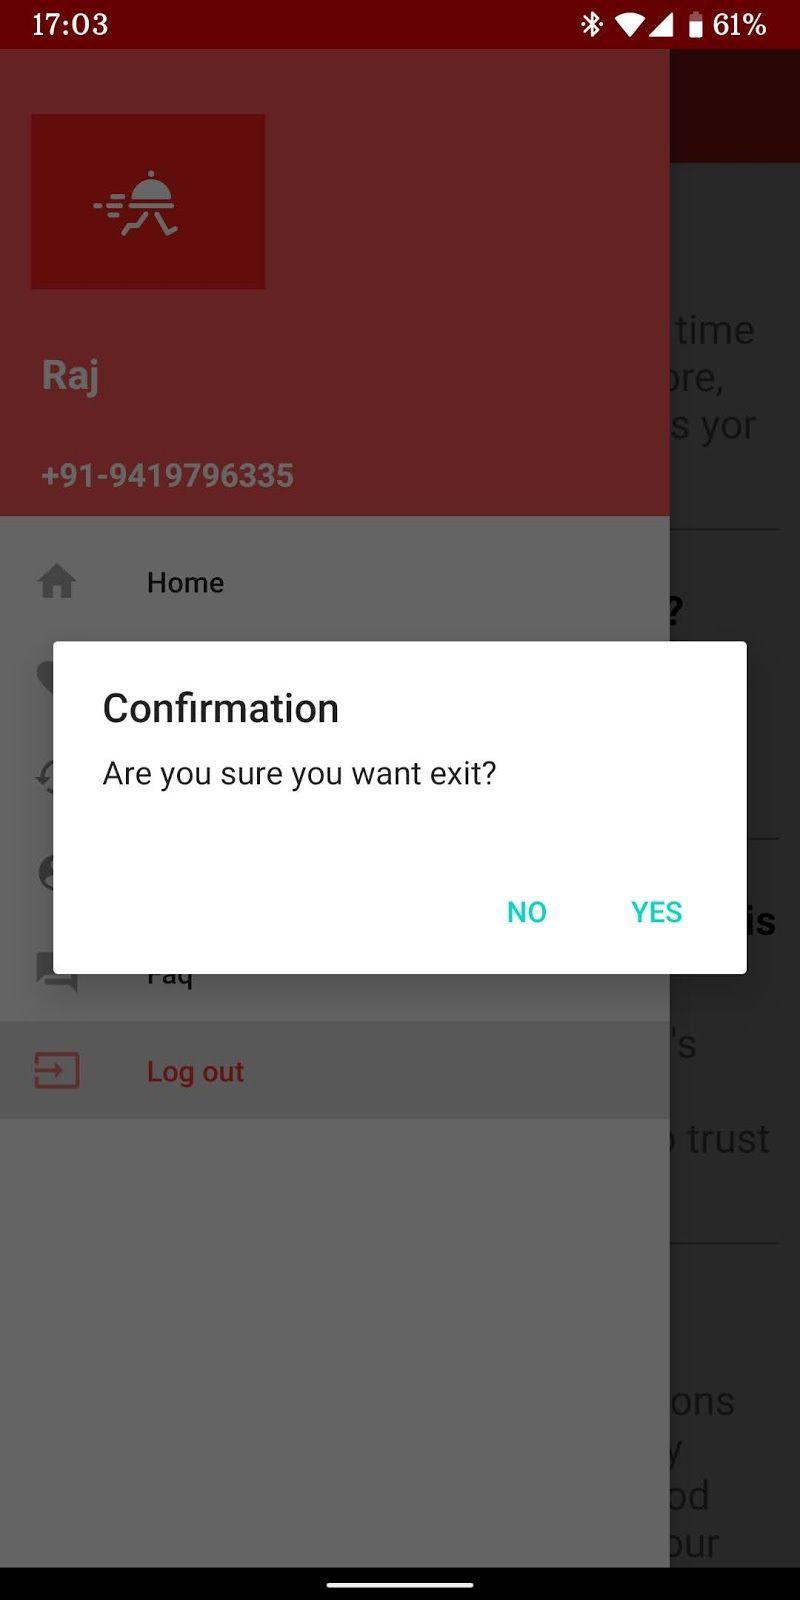 17:03
61%
time
ore,
s yor
Raj
+91-9419796335
Home
?
Confirmation
Are you sure you want exit?
NO
YES
is
Faq
's
Log out
trust
ons
y
od
our